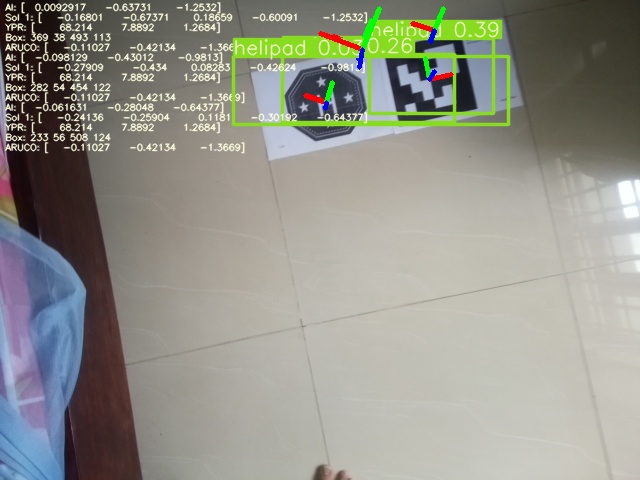 AI: [ 0.0092917 -0.63731 -1.2532]
Sol 1: [ -0.16801 -0.67371 0.18659 -0.60091 -1.2532]
YPR: [ 68.214 7.8892 1.2684]
Box: 369 38 493 113
ARUCO: [ -0.11027 -0.42134 -1.3669]
AI: [ -0.098129 -0.43012 -0.9813]
Sol 1: [ -0.27909 -0.434 0.08283 -0.42624 -0.9813]
YPR: [ 68.214 7.8892 1.2684]
Box: 282 54 454 122
ARUCO: [ -0.11027 -0.42134 -1.3669]
AI: [ -0.06163 -0.28048 -0.64377]
Sol 1: [ -0.24136 -0.25904 0.1181 -0.30192 -0.64377]
YPR: [ 68.214 7.8892 1.2684]
Box: 233 56 508 124
ARUCO: [ -0.11027 -0.42134 -1.3669]
helipad 0.39
0.26
helipad